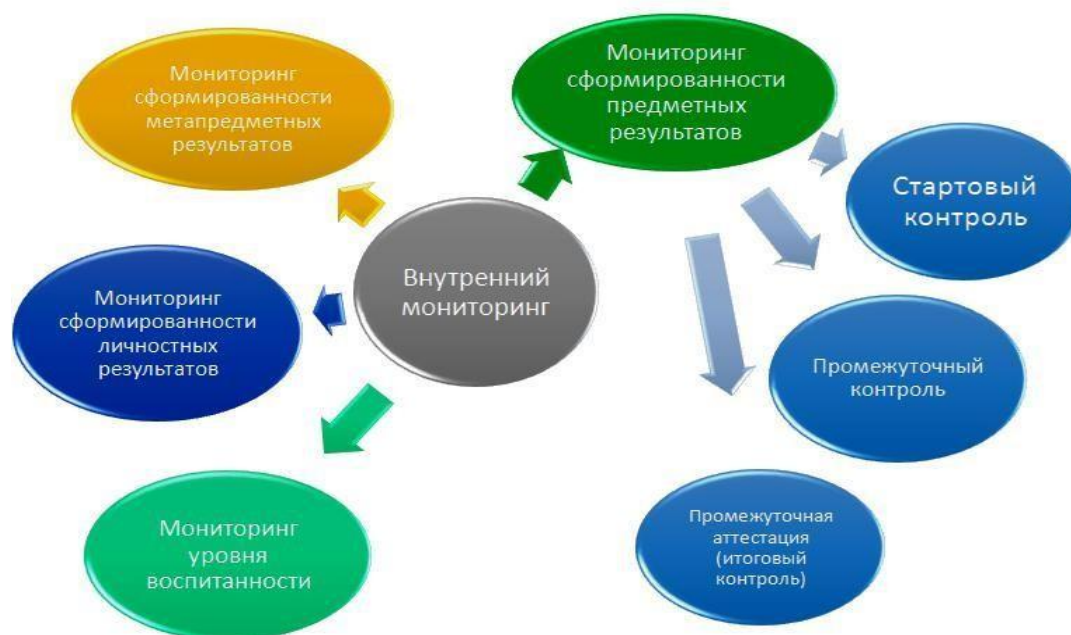 Мониторинг
сформированности
метапредметных
результатов
Мониторинг
сформированности
предметных
результатов
Стартовый
контроль
Внутренний
мониторинг
Мониторинг
сформированности
личностных
результатов
Промежуточный
контроль
Мониторинг
уровня
воспитанности
Промежуточная
аттестация
(итоговый
контроль)